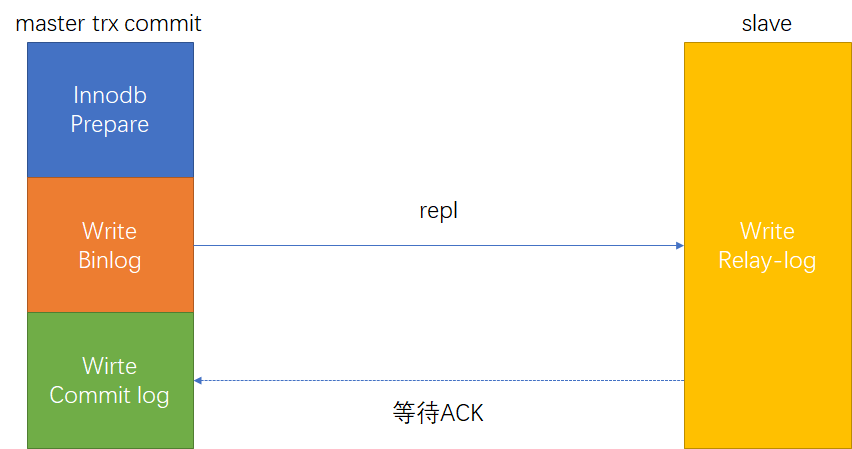 master trx commit
slave
Innodb
Prepare
repl
Write
Binlog
Write
Relay-log
Wirte
Commit log
等待ACK